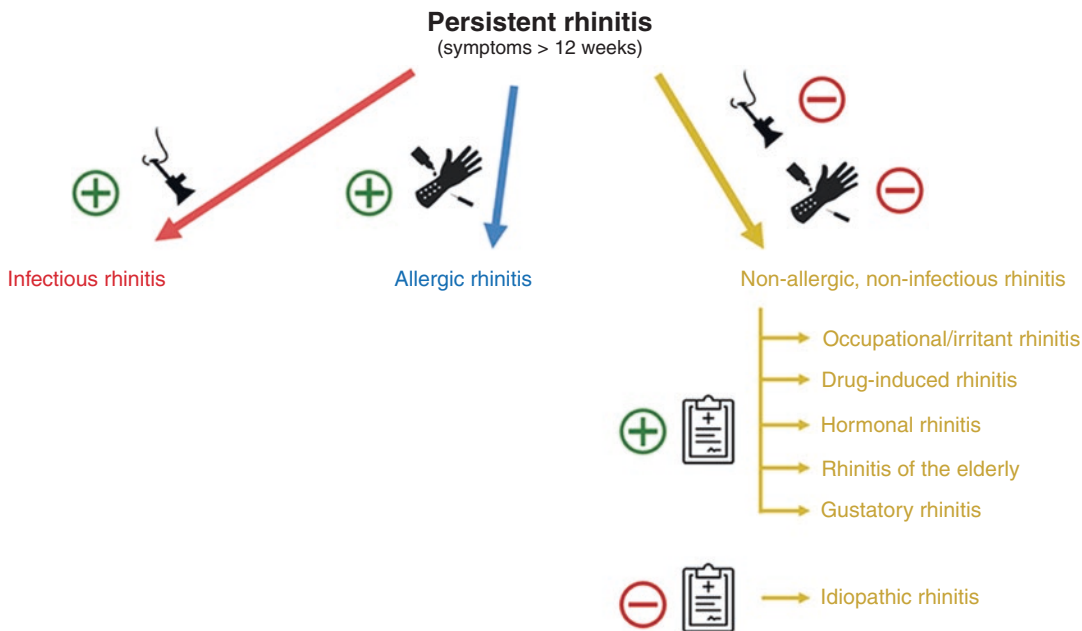 Persistent rhinitis
(symptoms > 12 weeks)
Infectious rhinitis
Allergic rhinitis
Non-allergic, non-infectious rhinitis
Occupational/irritant rhinitis
Drug-induced rhinitis
Hormonal rhinitis
Rhinitis of the elderly
Gustatory rhinitis
Idiopathic rhinitis